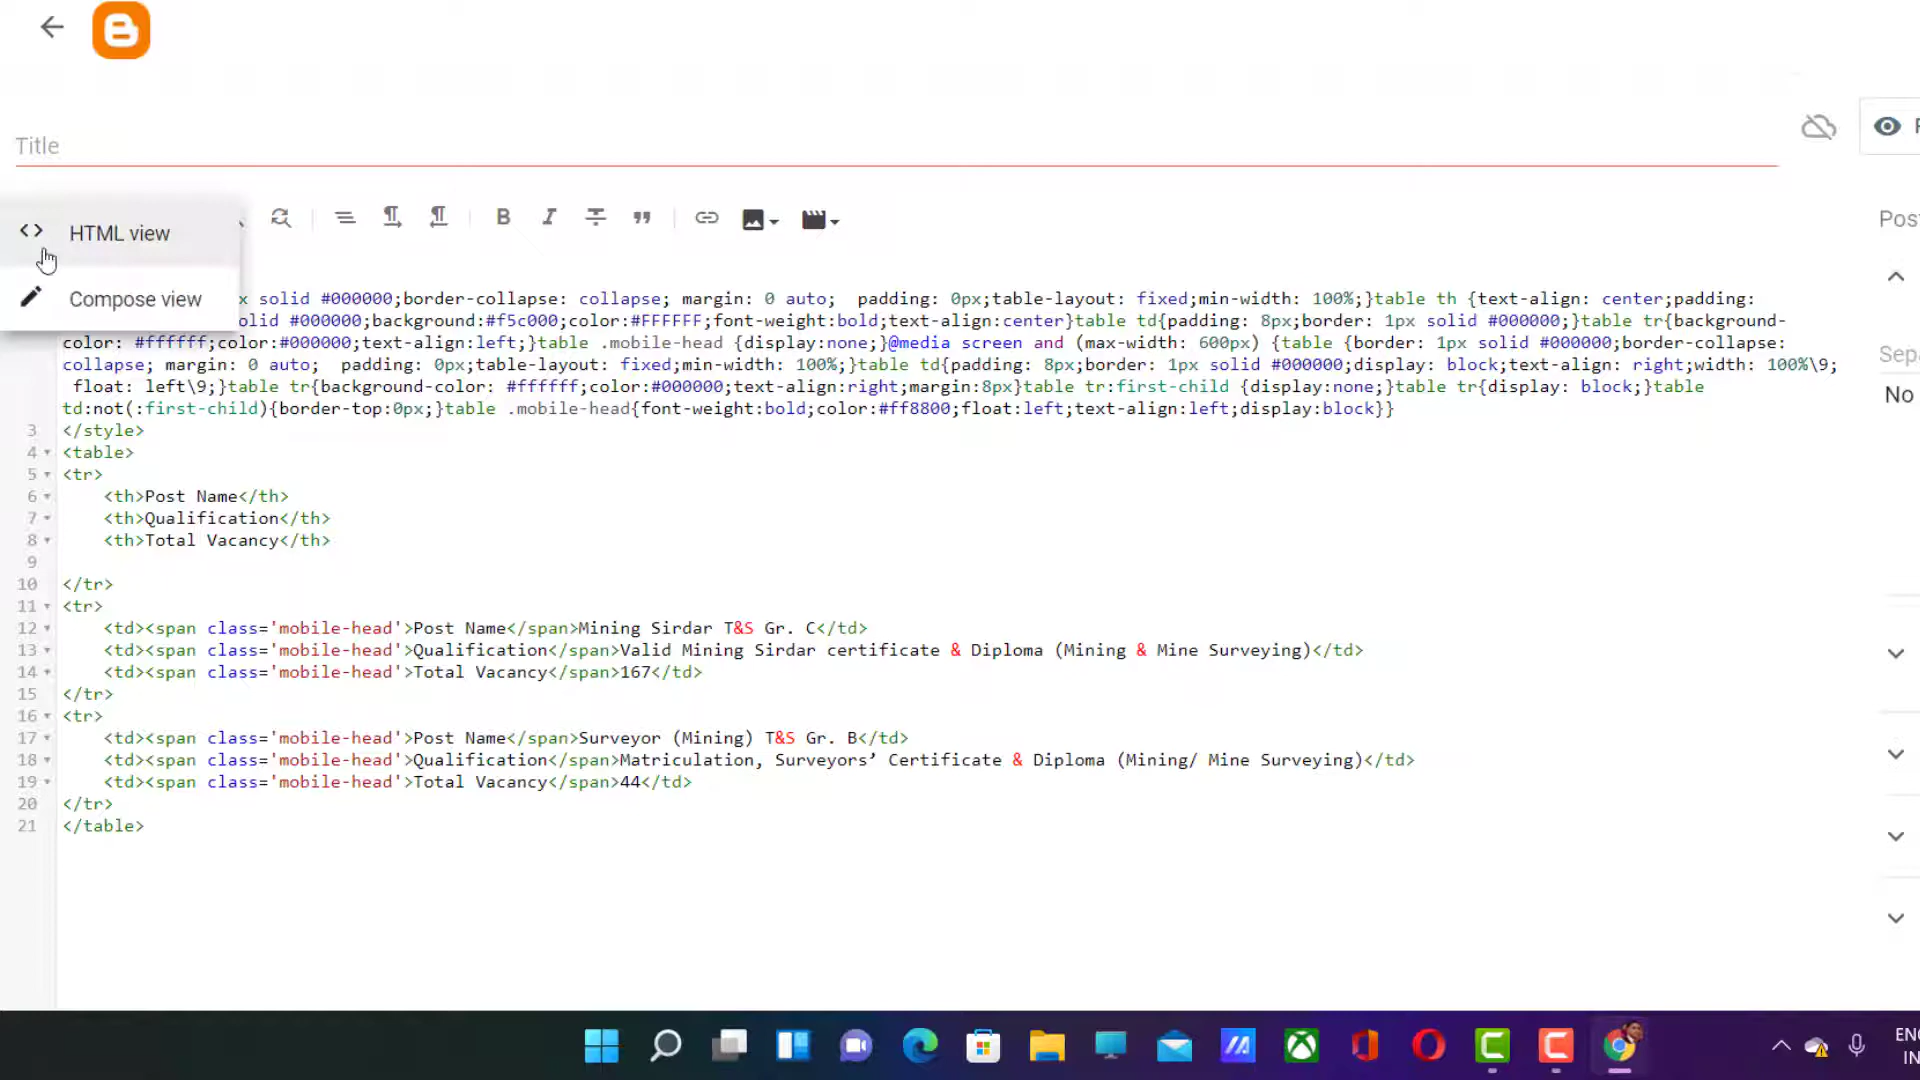 Title
HTML view
Compose view
x solid #000000;border-collapse: collapse; margin: 0 auto;  padding: 0px;table-layout: fixed;min-width: 100%;}table th {text-align: center;padding:
olid #000000;background:#f5c000;color:#FFFFFF;font-weight:bold;text-align:center}table td{padding: 8px;border: 1px solid #000000;}table tr{background-
color: #ffffff;color:#000000;text-align:left;}table .mobile-head {display:none;}@media screen and (max-width: 600px) {table {border: 1px solid #000000;border-collapse:
collapse; margin: 0 auto;  padding: 0px;table-layout: fixed;min-width: 100%;}table td{padding: 8px;border: 1px solid #000000;display: block;text-align: right;width: 100%\9;
float: left\9;}table tr{background-color: #ffffff;color:#000000;text-align:right;margin:8px}table tr:first-child {display:none;}table tr{display: block;}table
td:not(:first-child){border-top:0px;}table .mobile-head{font-weight:bold;color:#ff8800;float:left;text-align:left;display:block}}
3 </style>
4 <table>
5 <tr>
6 <th>Post Name</th>
7 <th>Qualification</th>
8 <th>Total Vacancy</th>
9
10 </tr>
11 <tr>
12 <td><span class='mobile-head'>Post Name</span>Mining Sirdar T&S Gr. C</td>
13 <td><span class='mobile-head'>Qualification</span>Valid Mining Sirdar certificate & Diploma (Mining & Mine Surveying)</td>
14 <td><span class='mobile-head'>Total Vacancy</span>167</td>
15 </tr>
16 <tr>
17 <td><span class='mobile-head'>Post Name</span>Surveyor (Mining) T&S Gr. B</td>
18 <td><span class='mobile-head'>Qualification</span>Matriculation, Surveyors’ Certificate & Diploma (Mining/ Mine Surveying)</td>
19 <td><span class='mobile-head'>Total Vacancy</span>44</td>
20 </tr>
21 </table>
Pos
Sep
No
ENG
IN